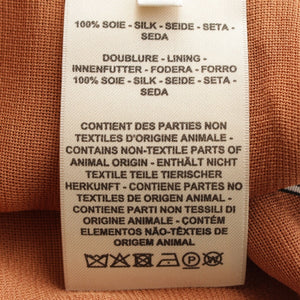 100% SOIE - SILK - SEIDE - SETA -
SEDA
DOUBLURE - LINING -
INNENFUTTER - FODERA - FORRO
100% SOIE - SILK - SEIDE - SETA -
SEDA
CONTIENT DES PARTIES NON
TEXTILES D'ORIGINE ANIMALE -
CONTAINS NON-TEXTILE PARTS OF
ANIMAL ORIGIN - ENTHÄLT NICHT
TEXTILE TEILE TIERISCHER
HERKUNFT - KINANES PARTES NO
TEXTILES DE ORIGEN ANIMAL -
CONTIENE PARTI NON TESSILI DI
ORIGINE ANIMALE - CONTÉM
ELEMENTOS NÃO-TÊXTEIS DE
ORIGEM ANIMAL
P